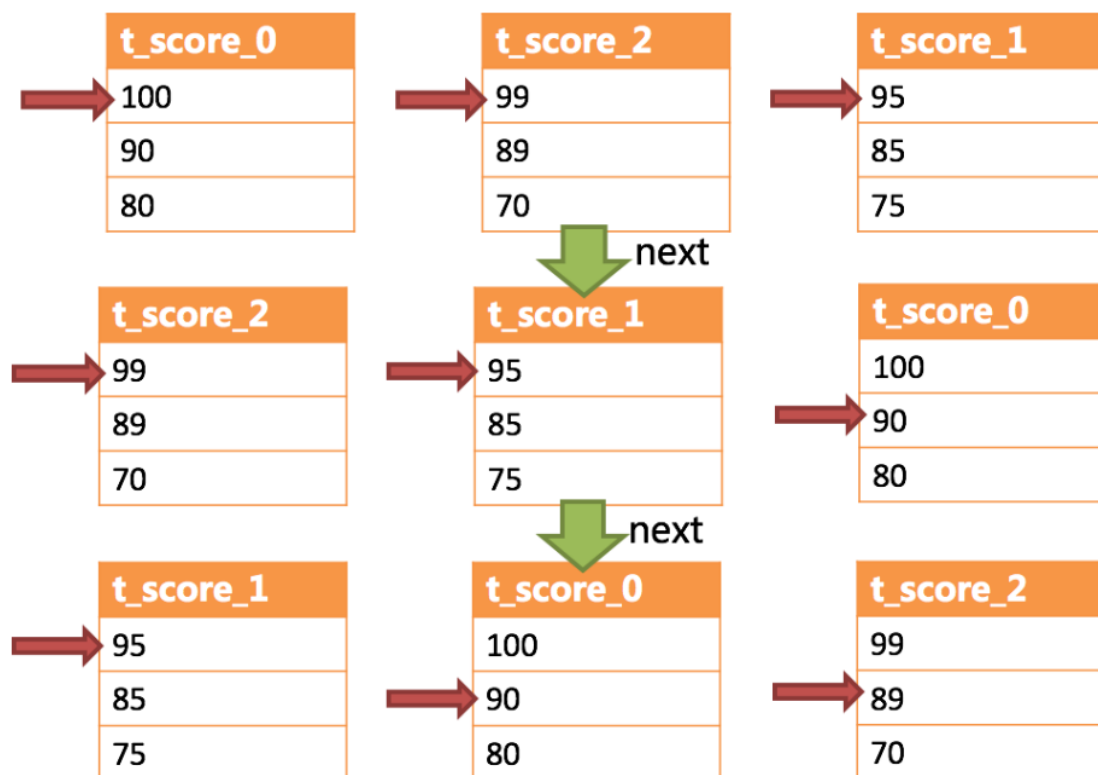 t_score_0 t_score_2 t_score_1
100 99 95
90 89 85
80 70 75
next
t_score_2 t_score_1 t_score_0
99 95 100
89 85 90
70 75 80
next
t_score_1 t_score_0 t_score_2
95 100 99
85 90 89
75 80 70